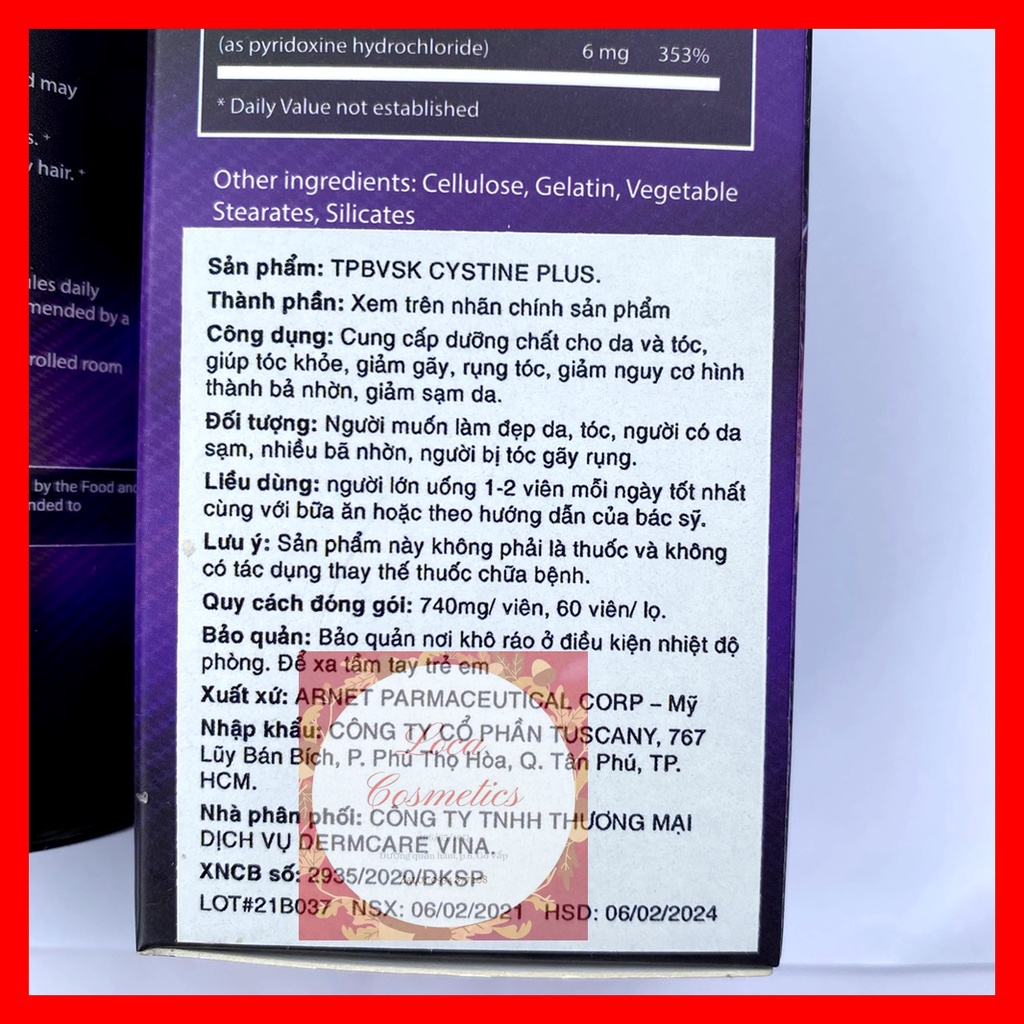 d may
s. +
hair. +
les daily
mended by a
rolled room
by the Food and
nded to
(as pyridoxine hydrochloride) 6 mg 353%
* Daily Value not established
Other ingredients: Cellulose, Gelatin, Vegetable
Stearates, Silicates
Sản phẩm: TPBVSK CYSTINE PLUS.
Thành phần: Xem trên nhãn chính sản phẩm
Công dụng: Cung cấp dưỡng chất cho da và tóc,
giúp tóc khỏe, giảm gãy, rụng tóc, giảm nguy cơ hình
thành bả nhờn, giảm sạm da.
Đối tượng: Người muốn làm đẹp da, tóc, người có da
sạm, nhiều bã nhờn, người bị tóc gãy rụng.
Liều dùng: người lớn uống 1-2 viên mỗi ngày tốt nhất
cùng với bữa ăn hoặc theo hướng dẫn của bác sỹ.
Lưu ý: Sản phẩm này không phải là thuốc và không
có tác dụng thay thế thuốc chữa bệnh.
Quy cách đóng gói: 740mg/ viên, 60 viên/ lọ.
Bảo quản: Bảo quản nơi khô ráo ở điều kiện nhiệt độ
phòng. Để xa tầm tay trẻ em
Xuất xứ: ARNET PARMACEUTICAL CORP – Mỹ
Nhập khẩu: CÔNG TY CỔ PHẦN TUSCANY, 767
Lũy Bán Bích, P. Phú Thọ Hòa, Q. Tân Phú, TP.
HCM.
Nhà phân phối: CÔNG TY TNHH THƯƠNG MẠI
DỊCH VỤ DERMCARE VINA.
XNCB số: 2935/2020/ĐKSP
LOT#21B037 NSX: 06/02/2021 HSD: 06/02/2024
Loca
Cosmetics